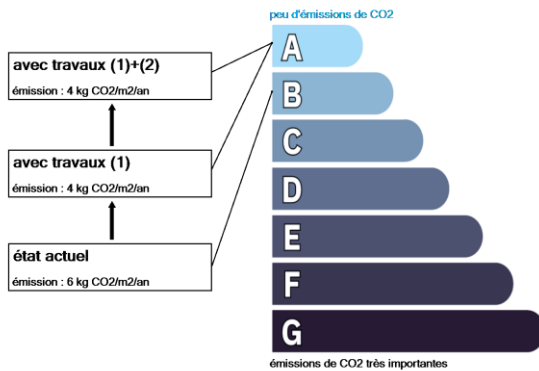 peu d'émissions de CO2
avec travaux (1)+(2)
émission : 4 kg CO2/m2/an
avec travaux (1)
émission : 4 kg CO2/m2/an
état actuel
émission : 6 kg CO2/m2/an
A
B
C
D
E
F
G
émissions de CO2 très importantes